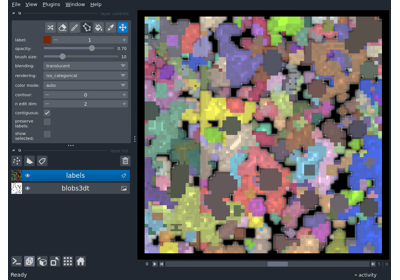 File View Plugins Window Help
label: 1
opacity: 0.70
brush size: 10
blending: translucent
rendering: iso_categorical
color mode: auto
contour: 0
n edit dim: 2
contiguous:
preserve
labels:
show
selected:
labels
blobs3dt
Ready
activity